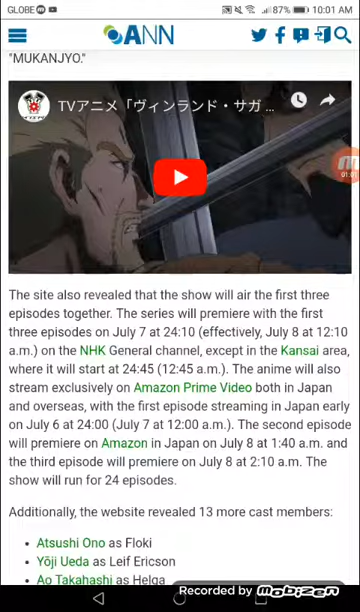 GLOBE
87%
10:01 AM
ANN
"MUKANJYO."
TVアニメ「ヴィンランド・サガ ...
01:01
The site also revealed that the show will air the first three
episodes together. The series will premiere with the first
three episodes on July 7 at 24:10 (effectively, July 8 at 12:10
a.m.) on the NHK General channel, except in the Kansai area,
where it will start at 24:45 (12:45 a.m.). The anime will also
stream exclusively on Amazon Prime Video both in Japan
and overseas, with the first episode streaming in Japan early
on July 6 at 24:00 (July 7 at 12:00 a.m.). The second episode
will premiere on Amazon in Japan on July 8 at 1:40 a.m. and
the third episode will premiere on July 8 at 2:10 a.m. The
show will run for 24 episodes.
Additionally, the website revealed 13 more cast members:
• Atsushi Ono as Floki
• Yōji Ueda as Leif Ericson
• Ao Takahashi as Helga
Recorded by Mobizen